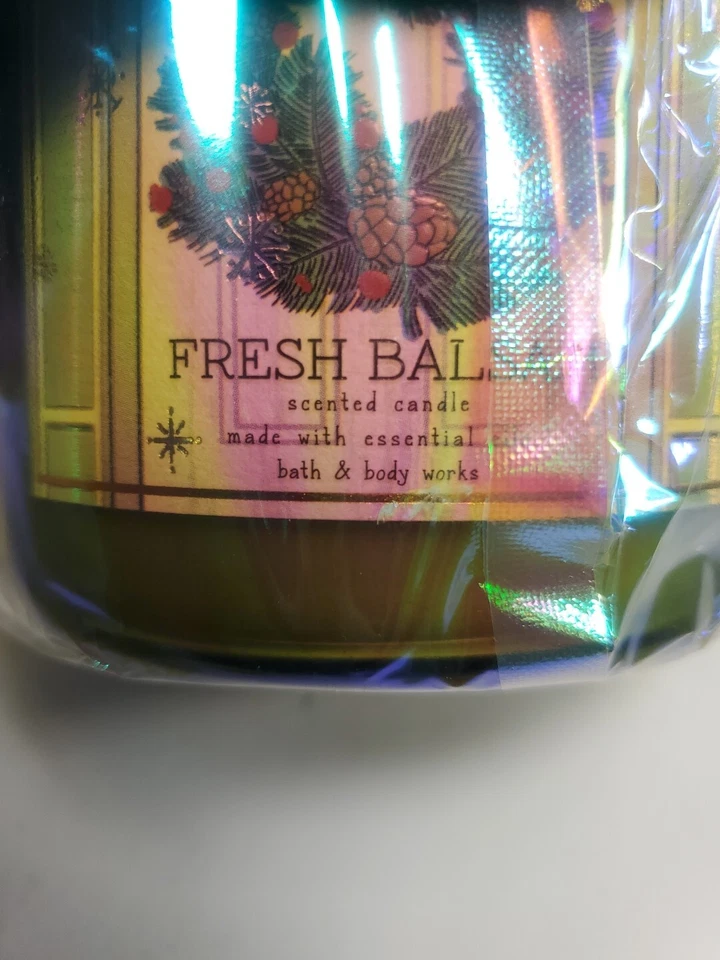 FRESH BAL
scented candle
made with essential
bath & body works